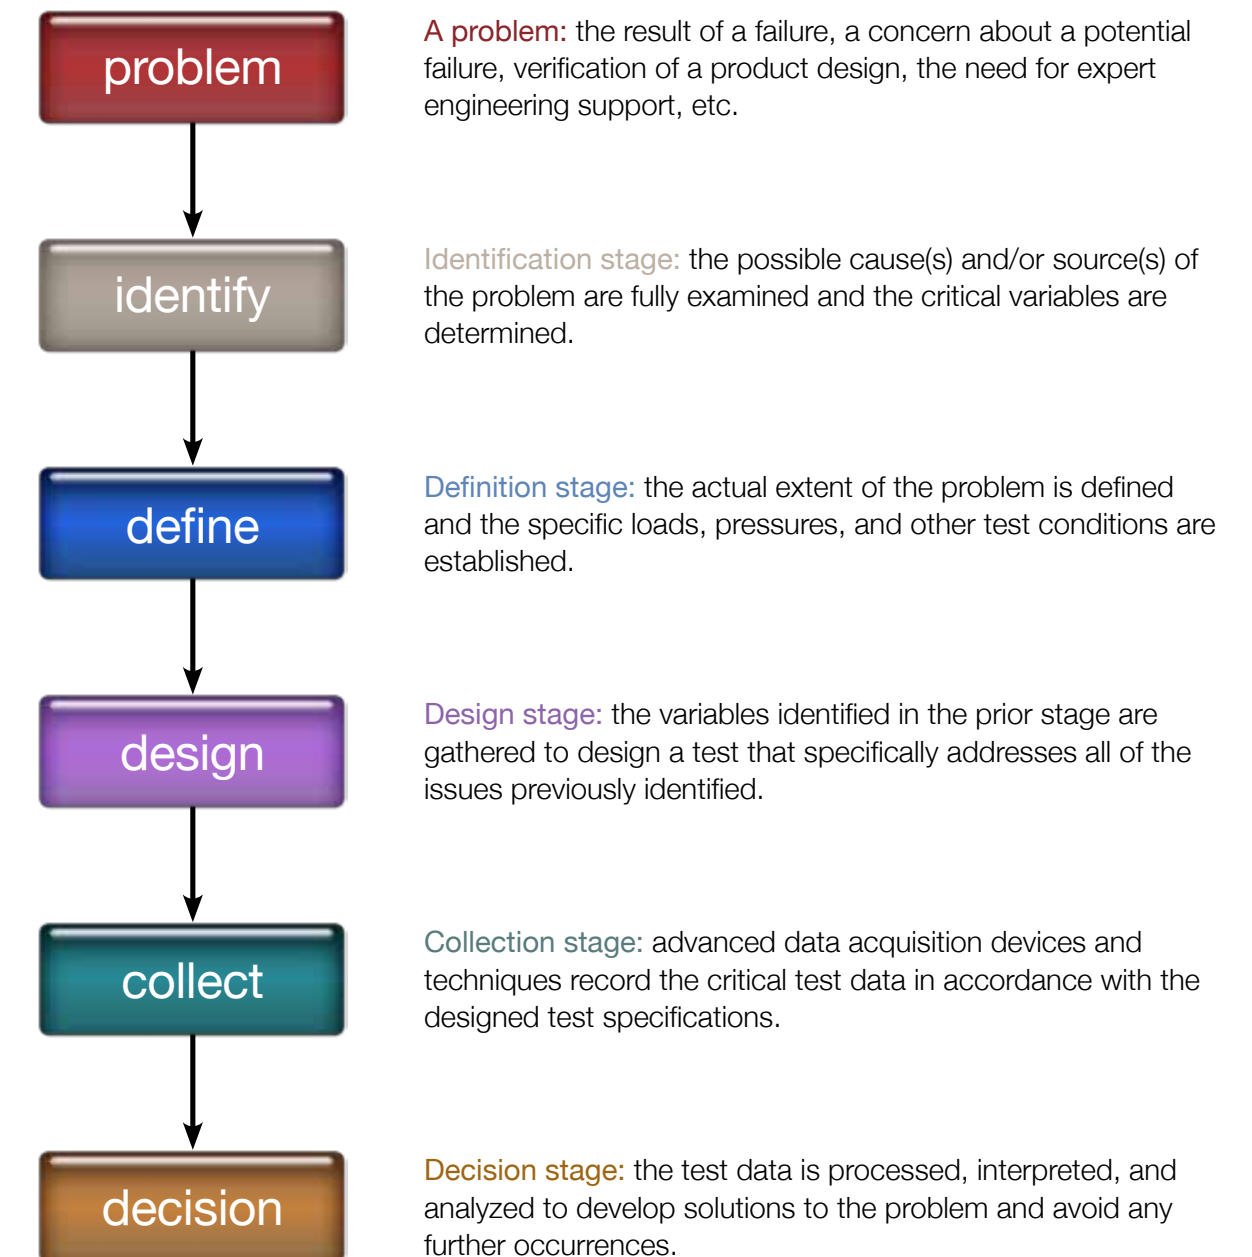 problem
A problem: the result of a failure, a concern about a potential
failure, verification of a product design, the need for expert
engineering support, etc.
identify
Identification stage: the possible cause(s) and/or source(s) of
the problem are fully examined and the critical variables are
determined.
define
Definition stage: the actual extent of the problem is defined
and the specific loads, pressures, and other test conditions are
established.
design
Design stage: the variables identified in the prior stage are
gathered to design a test that specifically addresses all of the
issues previously identified.
collect
Collection stage: advanced data acquisition devices and
techniques record the critical test data in accordance with the
designed test specifications.
decision
Decision stage: the test data is processed, interpreted, and
analyzed to develop solutions to the problem and avoid any
further occurrences.